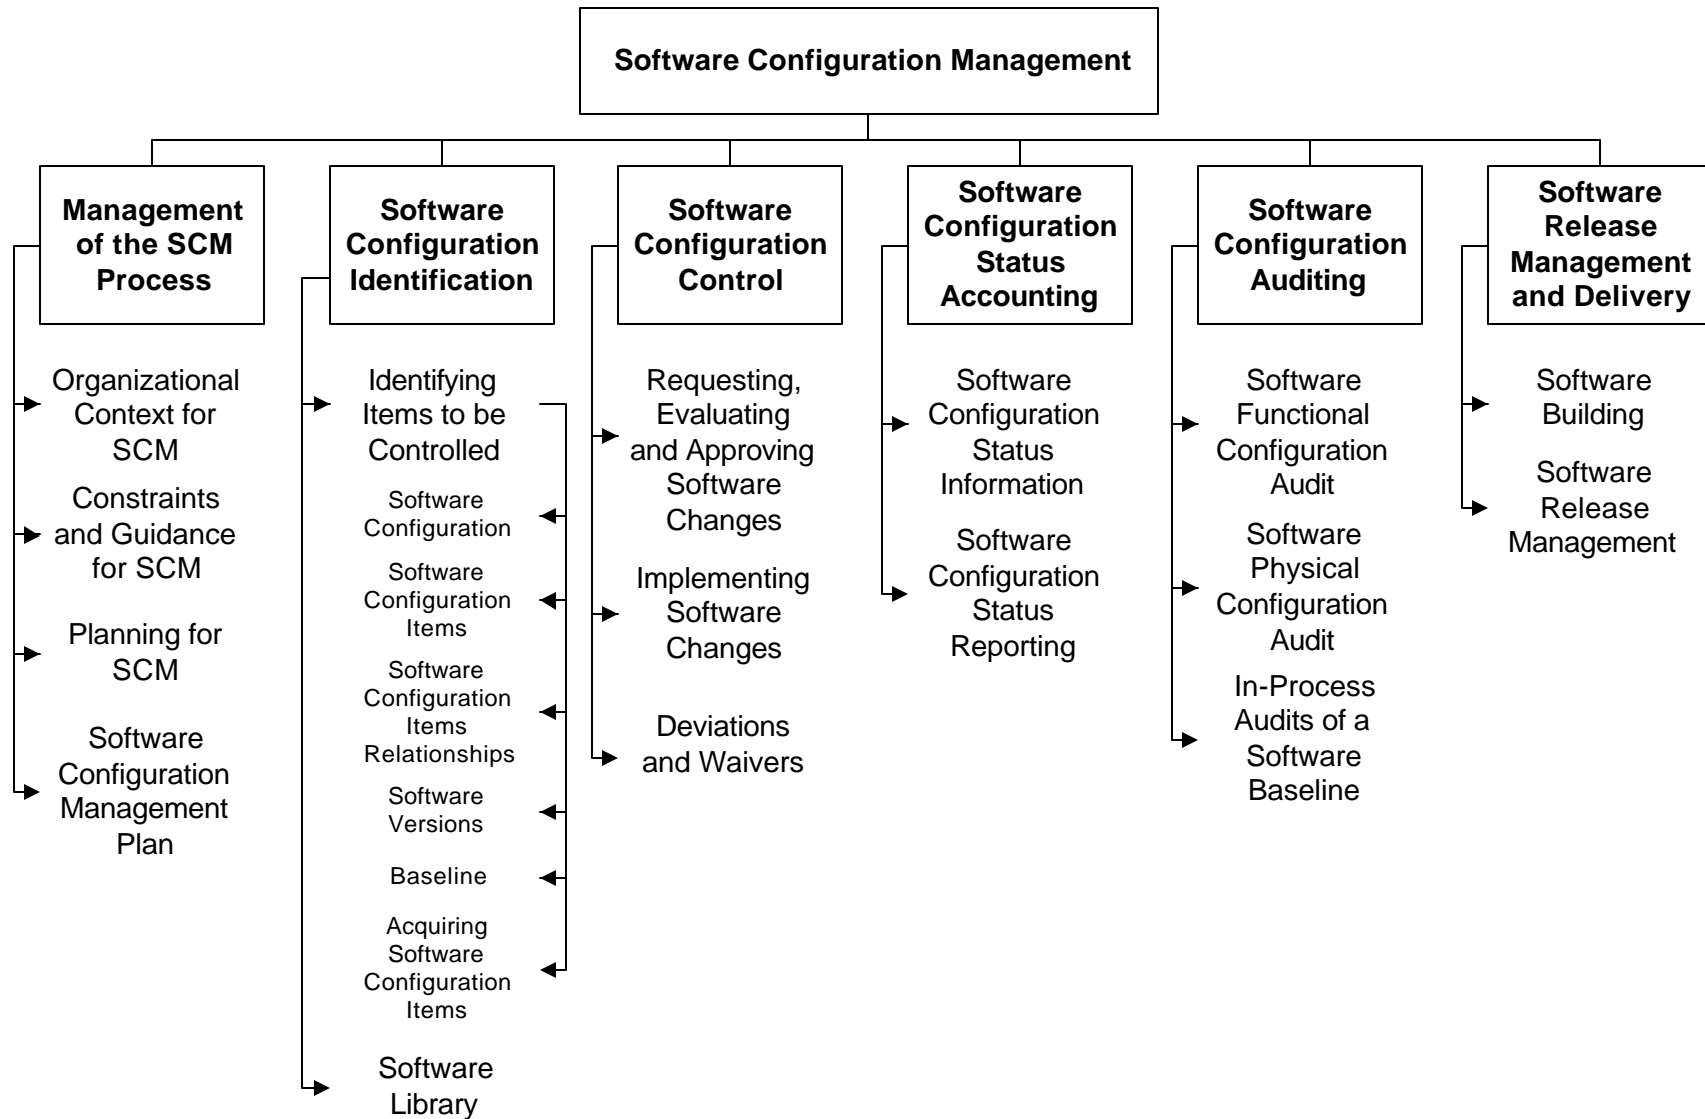 Software Configuration Management
Management
of the SCM
Process
Organizational
Context for
SCM
Constraints
and Guidance
for SCM
Planning for
SCM
Software
Configuration
Management
Plan
Software
Configuration
Identification
Identifying
Items to be
Controlled
Software
Configuration
Software
Configuration
Items
Software
Configuration
Items
Relationships
Software
Versions
Baseline
Acquiring
Software
Configuration
Items
Software
Library
Software
Configuration
Control
Requesting,
Evaluating
and Approving
Software
Changes
Implementing
Software
Changes
Deviations
and Waivers
Software
Configuration
Status
Accounting
Software
Configuration
Status
Information
Software
Configuration
Status
Reporting
Software
Configuration
Auditing
Software
Functional
Configuration
Audit
Software
Physical
Configuration
Audit
In-Process
Audits of a
Software
Baseline
Software
Release
Management
and Delivery
Software
Building
Software
Release
Management